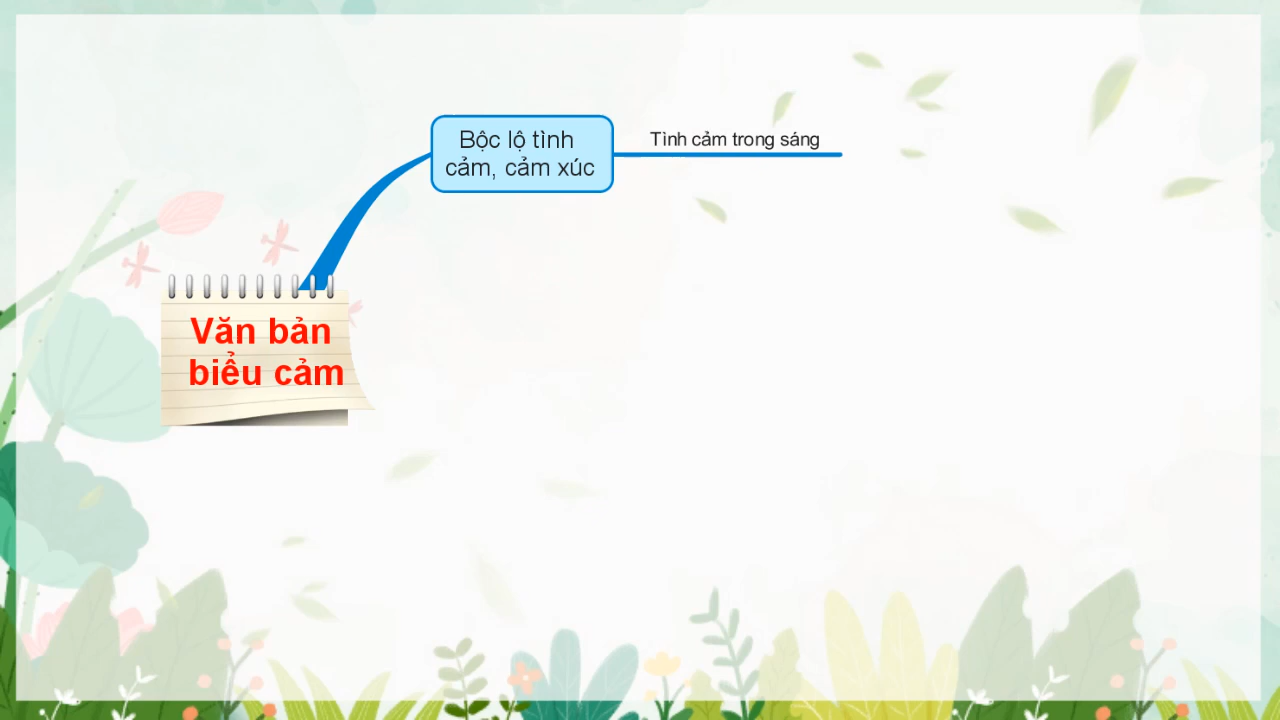 Bộc lộ tình
cảm, cảm xúc
Tình cảm trong sáng
Văn bản
biểu cảm